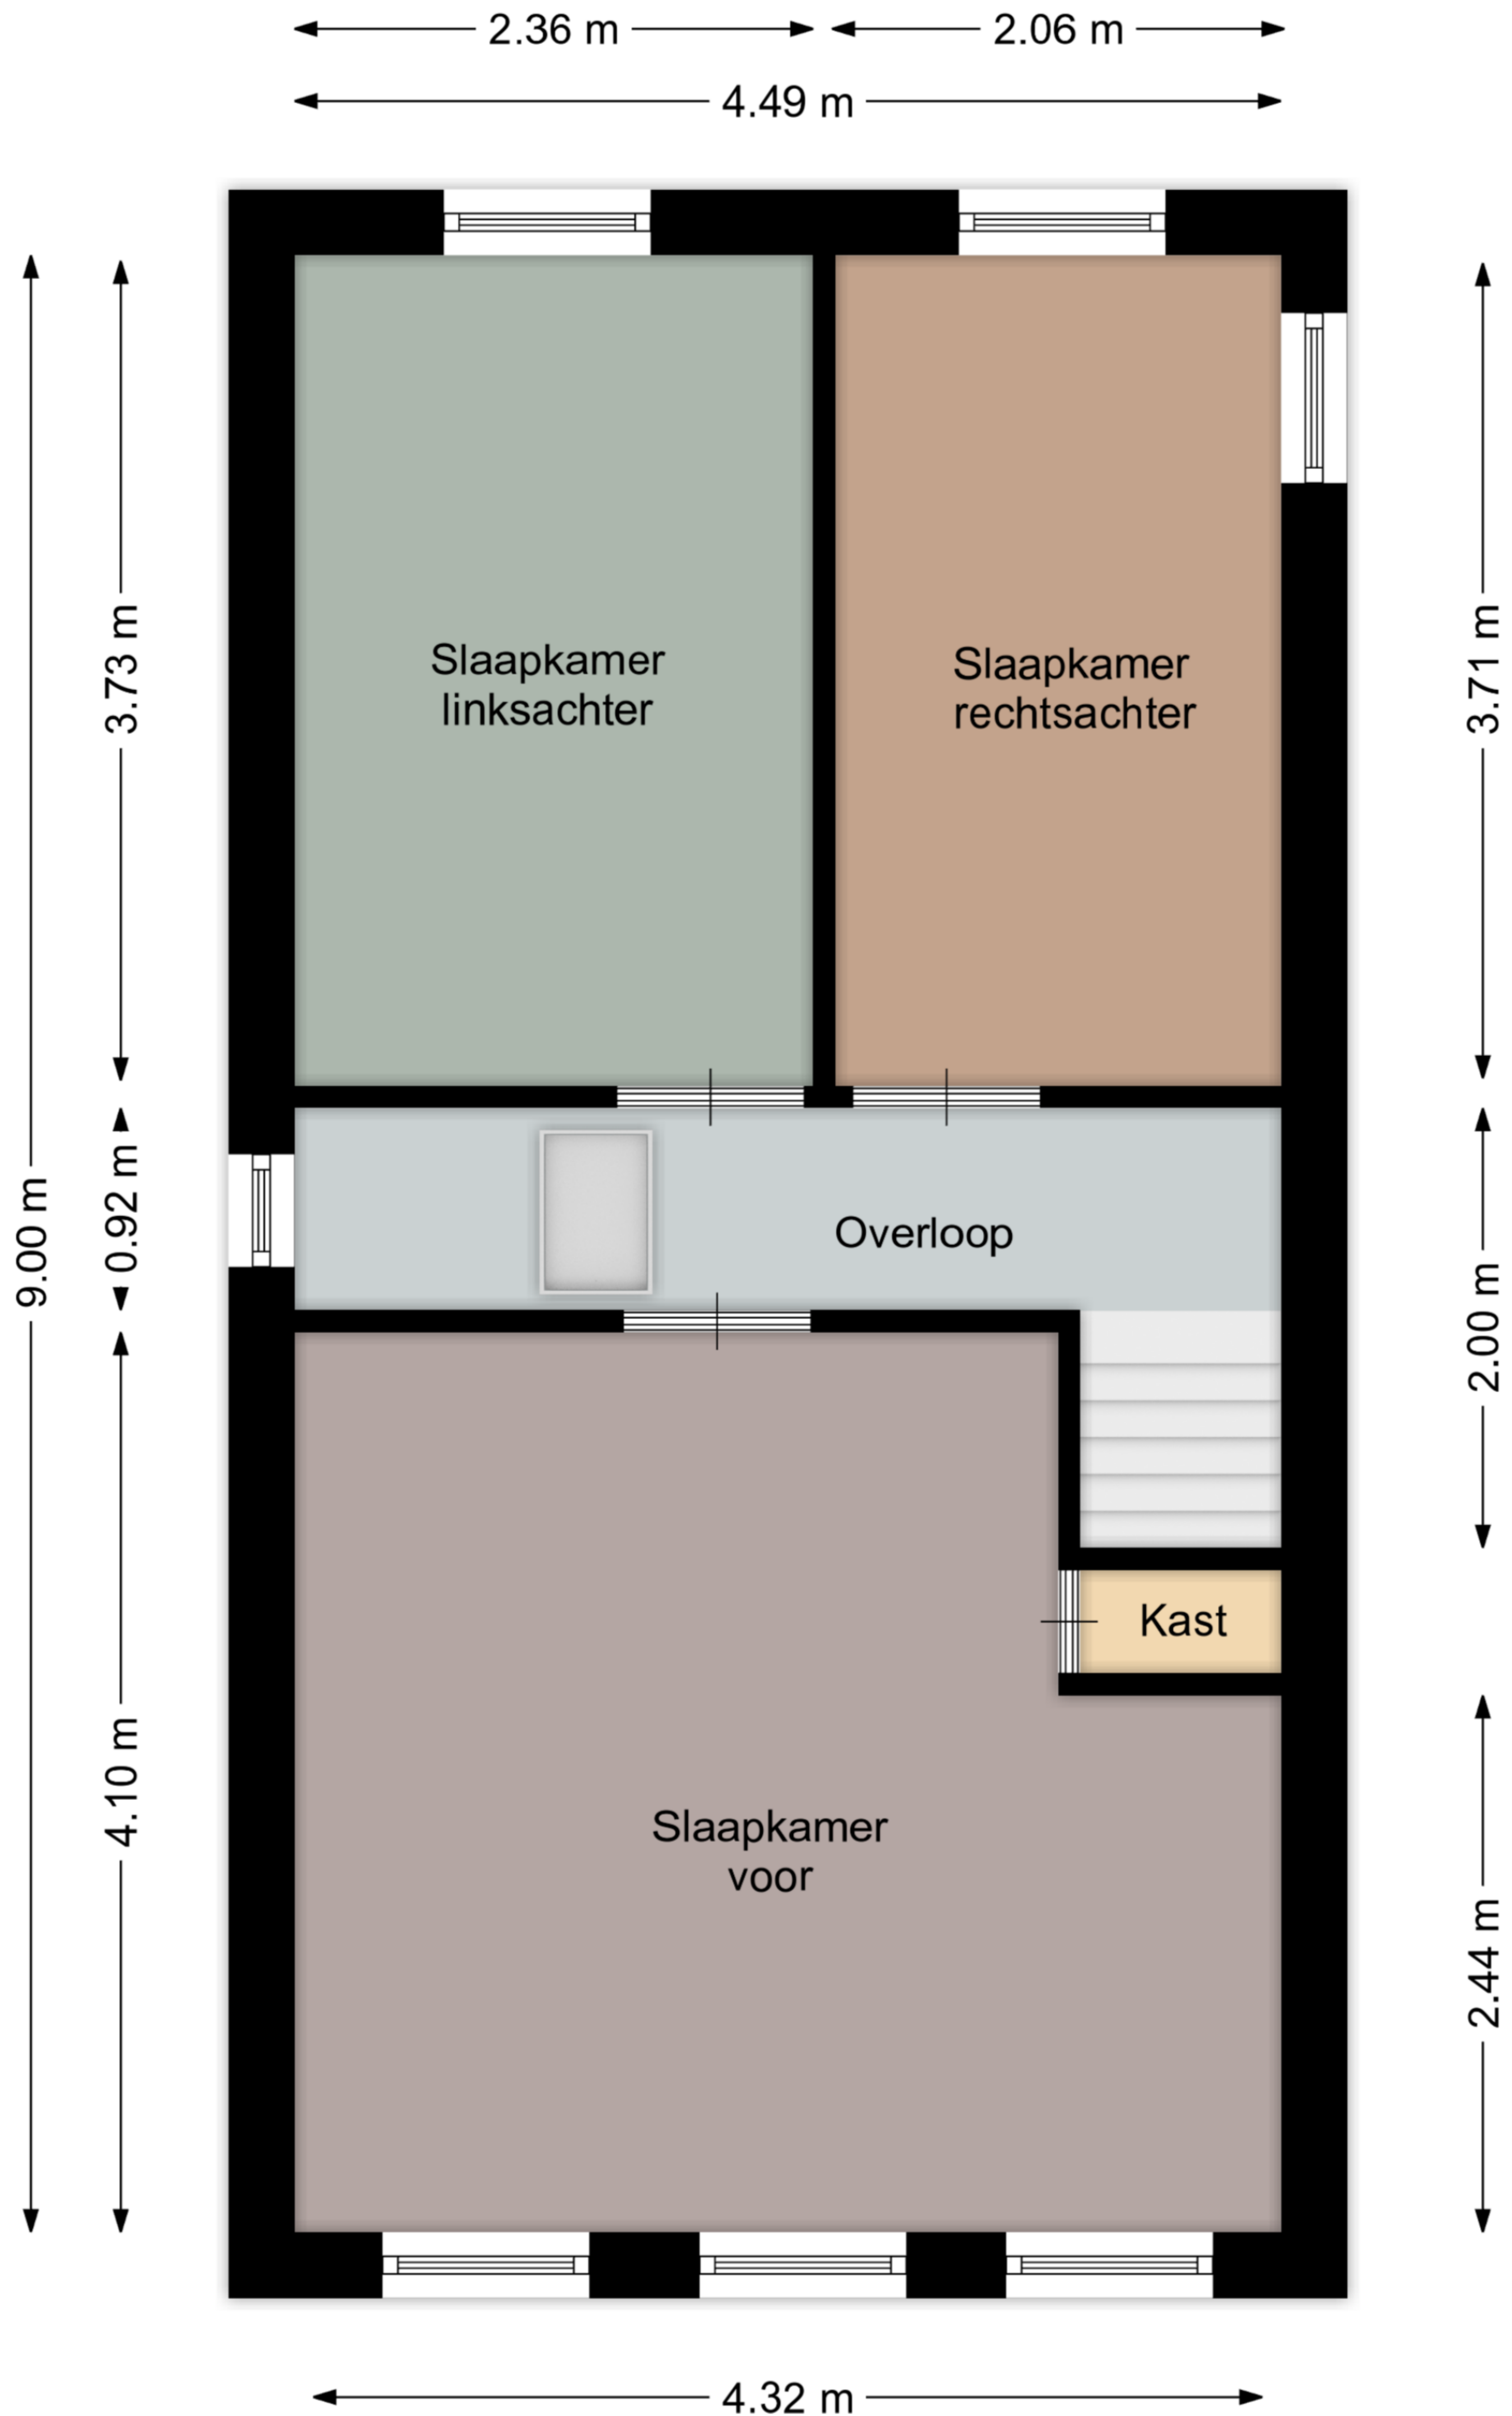 2.36 m
2.06 m
4.49 m
9.00 m
3.73 m
3.71 m
Slaapkamer
linksachter
Slaapkamer
rechtsachter
0.92 m
Overloop
2.00 m
Kast
4.10 m
Slaapkamer
voor
2.44 m
4.32 m